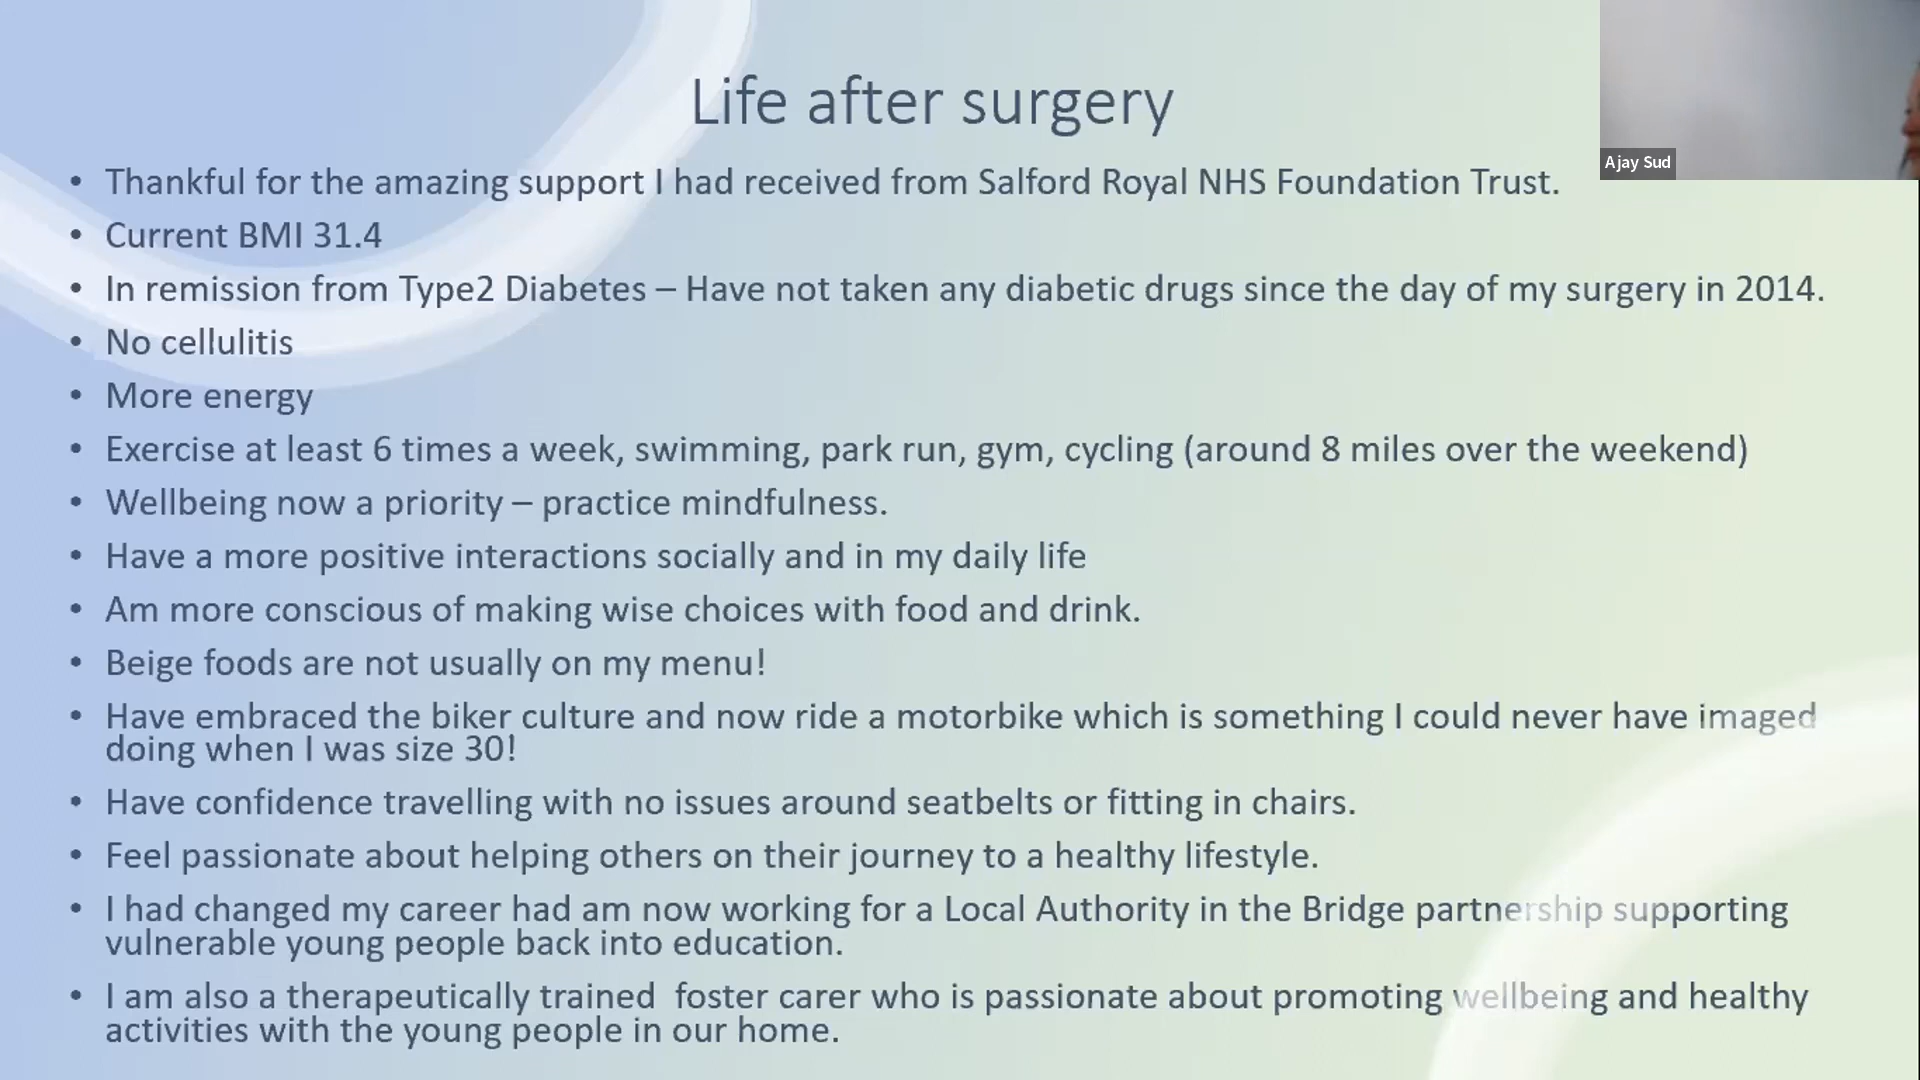 Life after surgery
Ajay Sud
• Thankful for the amazing support I had received from Salford Royal NHS Foundation Trust.
• Current BMI 31.4
• In remission from Type2 Diabetes – Have not taken any diabetic drugs since the day of my surgery in 2014.
• No cellulitis
• More energy
• Exercise at least 6 times a week, swimming, park run, gym, cycling (around 8 miles over the weekend)
• Wellbeing now a priority – practice mindfulness.
• Have a more positive interactions socially and in my daily life
• Am more conscious of making wise choices with food and drink.
• Beige foods are not usually on my menu!
• Have embraced the biker culture and now ride a motorbike which is something I could never have imaged
doing when I was size 30!
• Have confidence travelling with no issues around seatbelts or fitting in chairs.
• Feel passionate about helping others on their journey to a healthy lifestyle.
• I had changed my career had am now working for a Local Authority in the Bridge partnership supporting
vulnerable young people back into education.
• I am also a therapeutically trained  foster carer who is passionate about promoting wellbeing and healthy
activities with the young people in our home.